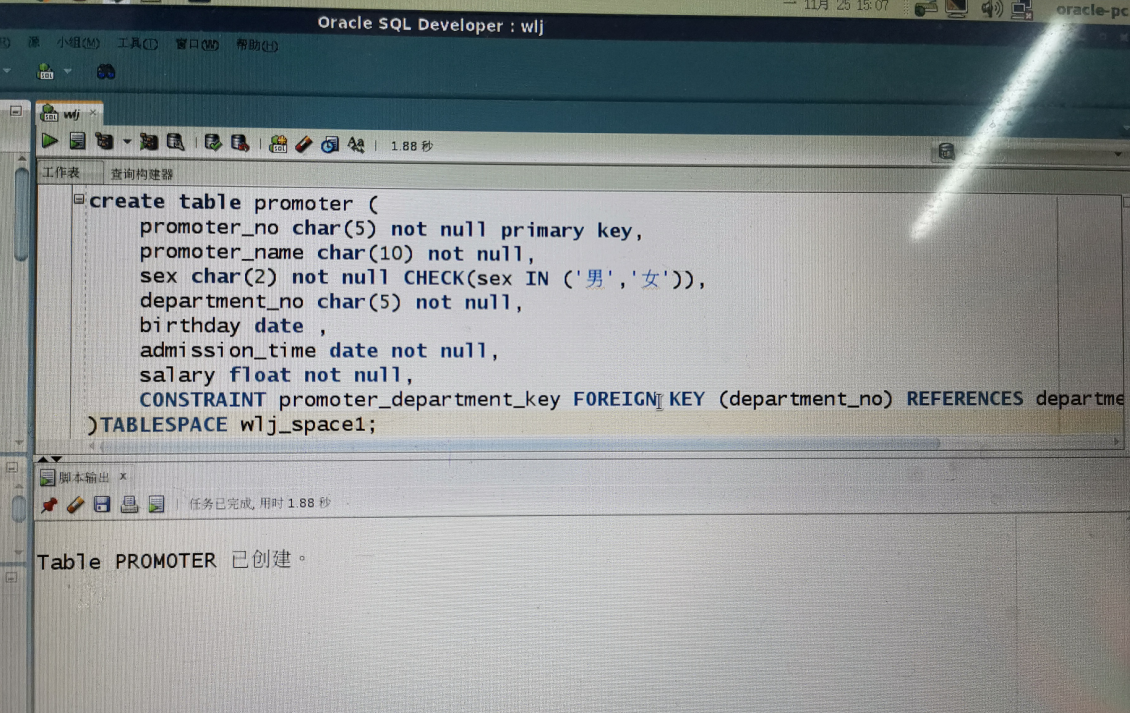 一 11月 25 15:07
oracle-pc
Oracle SQL Developer : wlj
源 小组(M) 工具(T) 窗口(W) 帮助(H)
wlj
1.88 秒
工作表 查询构建器
create table promoter (
promoter_no char(5) not null primary key,
promoter_name char(10) not null,
sex char(2) not null CHECK(sex IN ('男','女')),
department_no char(5) not null,
birthday date ,
admission_time date not null,
salary float not null,
CONSTRAINT promoter_department_key FOREIGN KEY (department_no) REFERENCES departme
)TABLESPACE wlj_space1;
脚本输出 x
任务已完成, 用时 1.88 秒
Table PROMOTER 已创建。